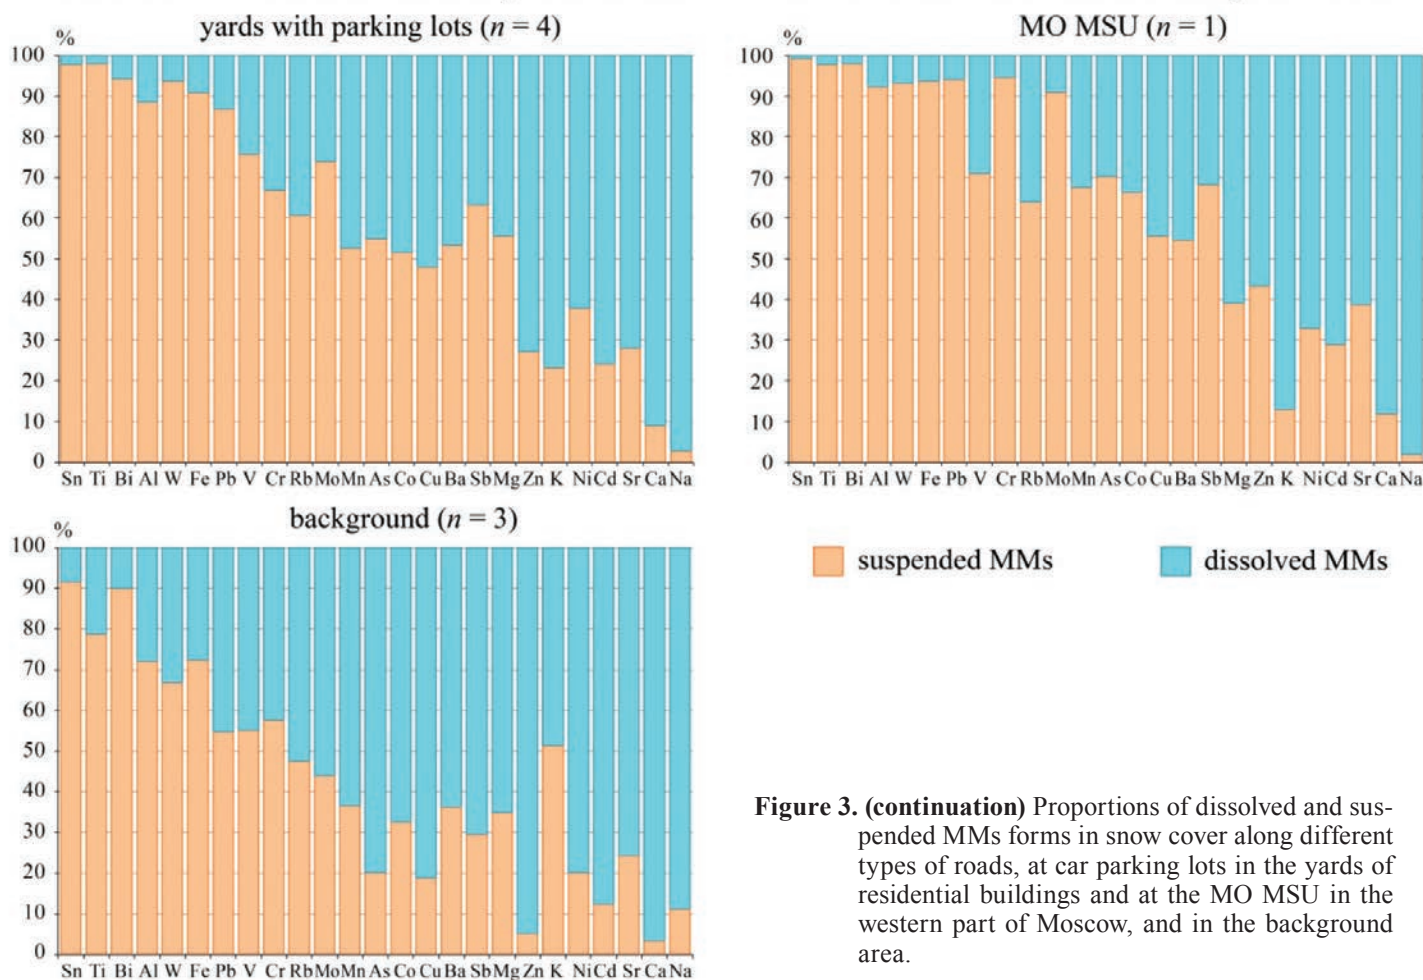 yards with parking lots (n = 4)
%
100
90
80
70
60
50
40
30
20
10
0
Sn Ti Bi Al W Fe Pb V Cr Rb Mo Mn As Co Cu Ba Sb Mg Zn K Ni Cd Sr Ca Na
MO MSU (n = 1)
%
100
90
80
70
60
50
40
30
20
10
0
Sn Ti Bi Al W Fe Pb V Cr Rb Mo Mn As Co Cu Ba Sb Mg Zn K Ni Cd Sr Ca Na
background (n = 3)
%
100
90
80
70
60
50
40
30
20
10
0
Sn Ti Bi Al W Fe Pb V Cr Rb Mo Mn As Co Cu Ba Sb Mg Zn K Ni Cd Sr Ca Na
suspended MMs
dissolved MMs
Figure 3. (continuation) Proportions of dissolved and sus-
pended MMs forms in snow cover along different
types of roads, at car parking lots in the yards of
residential buildings and at the MO MSU in the
western part of Moscow, and in the background
area.